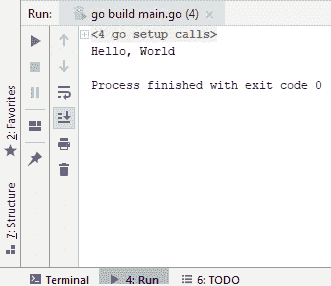 Run: go build main.go (4) ×
<4 go setup calls>
Hello, World
Process finished with exit code 0
2: Favorites
7: Structure
Terminal 4: Run 6: TODO